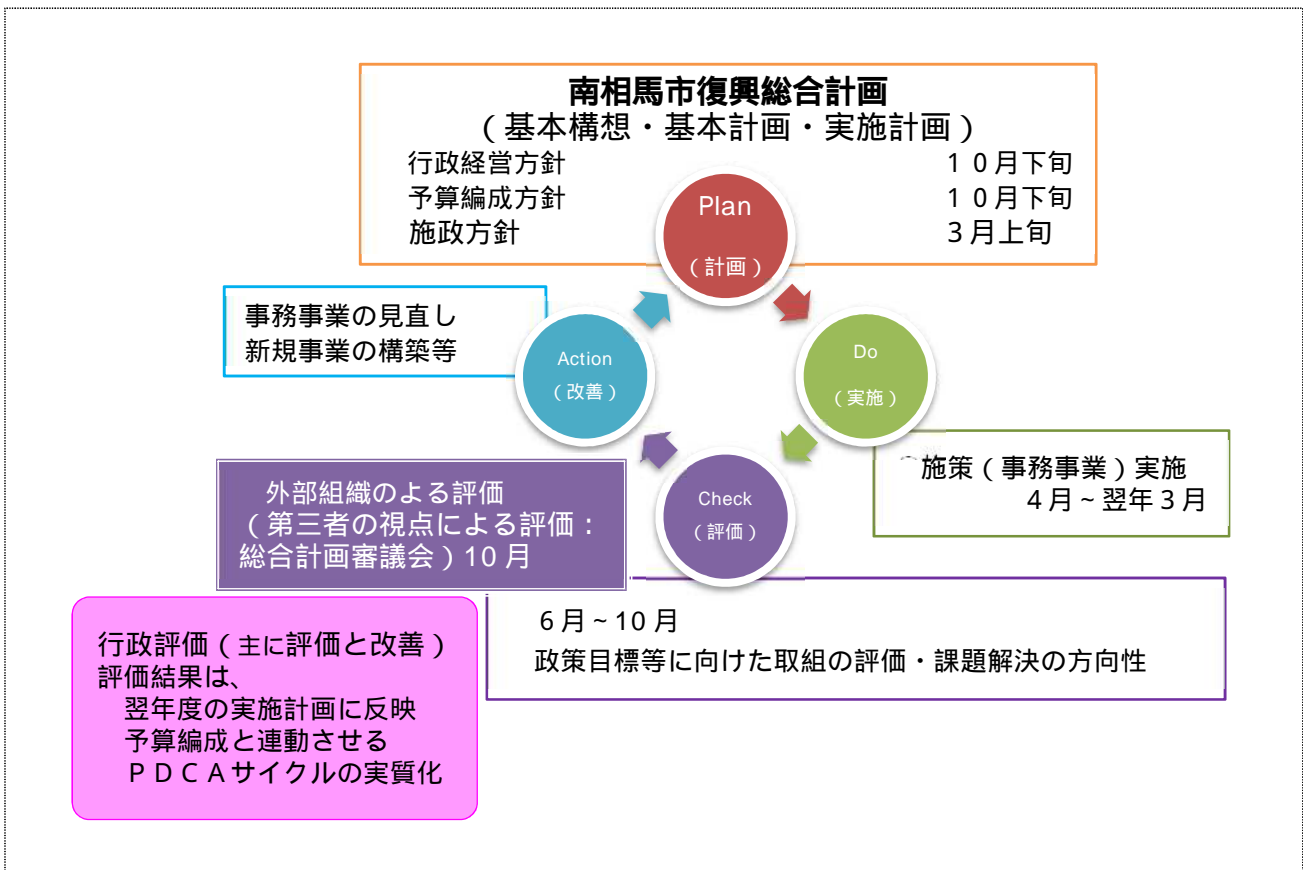 南相馬市復興総合計画
（基本構想・基本計画・実施計画）
行政経営方針 １０月下旬
予算編成方針 １０月下旬
施政方針 ３月上旬
Plan
（計画）
事務事業の見直し
新規事業の構築等
Action
（改善）
Do
（実施）
施策（事務事業）実施
４月～翌年３月
外部組織のよる評価
（第三者の視点による評価：
総合計画審議会）10月
Check
（評価）
６月～10月
政策目標等に向けた取組の評価・課題解決の方向性
行政評価（主に評価と改善）
評価結果は、
翌年度の実施計画に反映
予算編成と連動させる
ＰＤＣＡサイクルの実質化